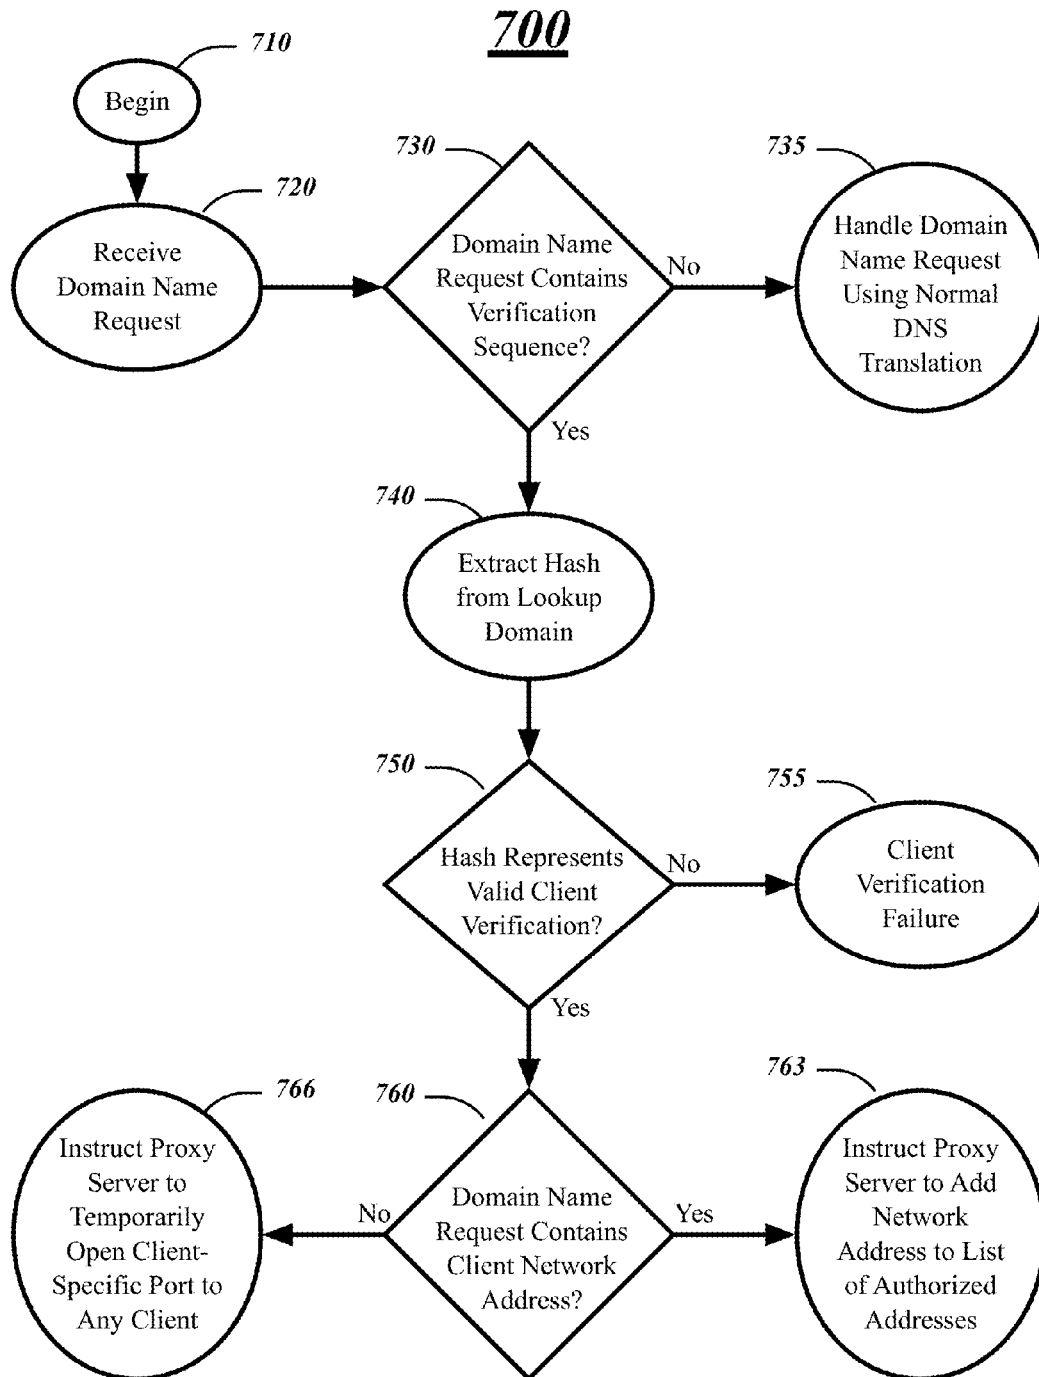 700
710
Begin
720
Receive
Domain Name
Request
730
Domain Name
Request Contains
Verification
Sequence?
No
Yes
735
Handle Domain
Name Request
Using Normal
DNS
Translation
740
Extract Hash
from Lookup
Domain
750
Hash Represents
Valid Client
Verification?
No
Yes
755
Client
Verification
Failure
760
Domain Name
Request Contains
Client Network
Address?
No
Yes
766
Instruct Proxy
Server to
Temporarily
Open Client-
Specific Port to
Any Client
763
Instruct Proxy
Server to Add
Network
Address to List
of Authorized
Addresses